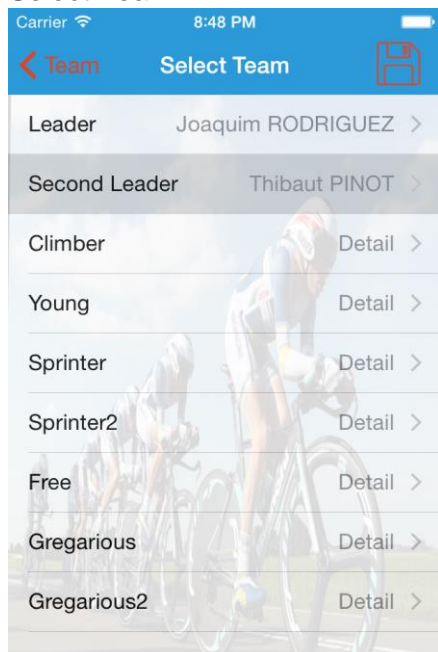 Carrier 8:48 PM
Team Select Team
Leader Joaquim RODRIGUEZ >
Second Leader Thibaut PINOT >
Climber Detail >
Young Detail >
Sprinter Detail >
Sprinter2 Detail >
Free Detail >
Gregarious Detail >
Gregarious2 Detail >